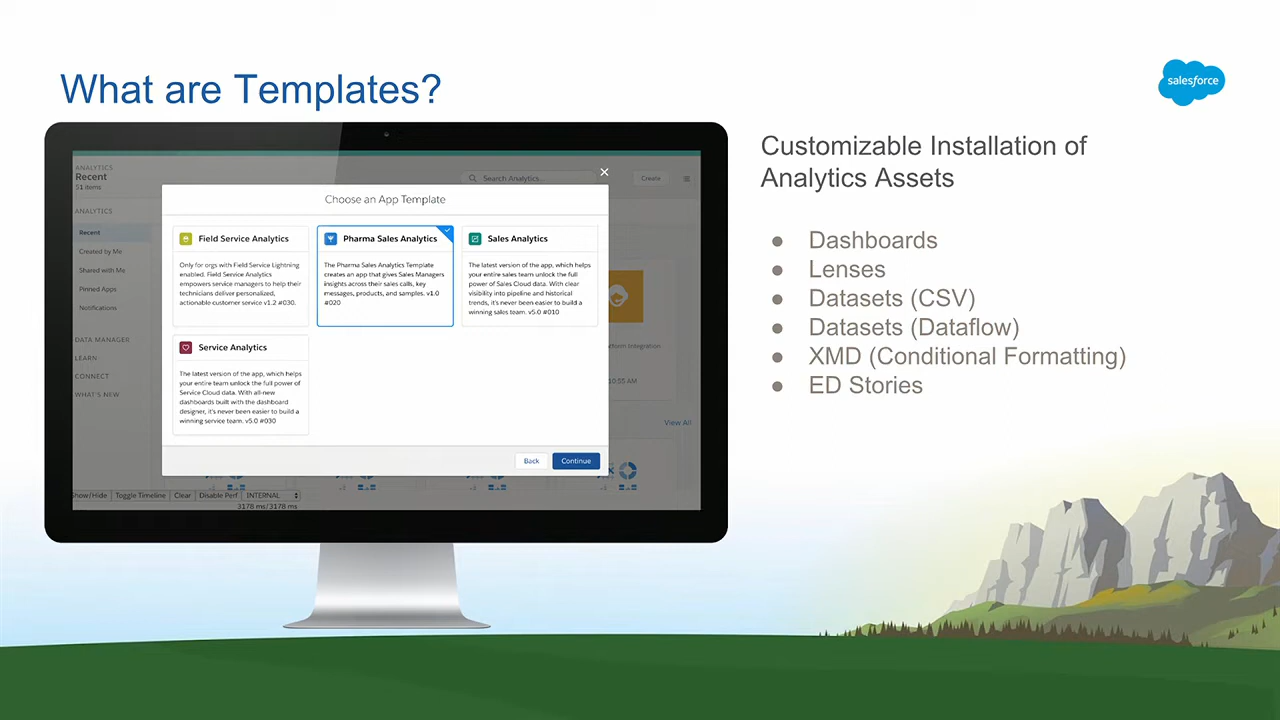 What are Templates?
salesforce
ANALYTICS
Recent
51 items
Search Analytics...
Create
ANALYTICS
Recent
Created by Me
Shared with Me
Pinned Apps
Notifications
DATA MANAGER
LEARN
CONNECT
WHAT'S NEW
Choose an App Template
Field Service Analytics
Only for orgs with Field Service Lightning
enabled. Field Service Analytics
empowers service managers to help their
technicians deliver personalized,
actionable customer service v1.2 #030.
Pharma Sales Analytics
The Pharma Sales Analytics Template
creates an app that gives Sales Managers
insights across their sales calls, key
messages, products, and samples. v1.0
#020
Sales Analytics
The latest version of the app, which helps
your entire sales team unlock the full
power of Sales Cloud data. With clear
visibility into pipeline and historical
trends, it's never been easier to build a
winning sales team. v5.0 #010
Service Analytics
The latest version of the app, which helps
your entire team unlock the full power of
Service Cloud data. With all-new
dashboards built with the dashboard
designer, it's never been easier to build a
winning service team. v5.0 #030
Integration
10:55 AM
View All
Back
Continue
Show/Hide Toggle Timeline Clear Disable Perf INTERNAL
3178 ms/3178 ms
Customizable Installation of
Analytics Assets
● Dashboards
● Lenses
● Datasets (CSV)
● Datasets (Dataflow)
● XMD (Conditional Formatting)
● ED Stories